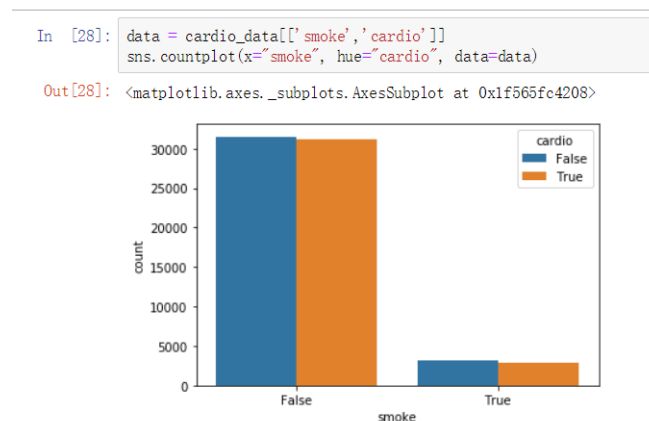 In [28]: data = cardio_data[['smoke','cardio']]
sns.countplot(x="smoke", hue="cardio", data=data)
Out[28]: <matplotlib.axes._subplots.AxesSubplot at 0x1f565fc4208>
cardio
False
True
30000
25000
20000
15000
10000
5000
0
count
False True
smoke